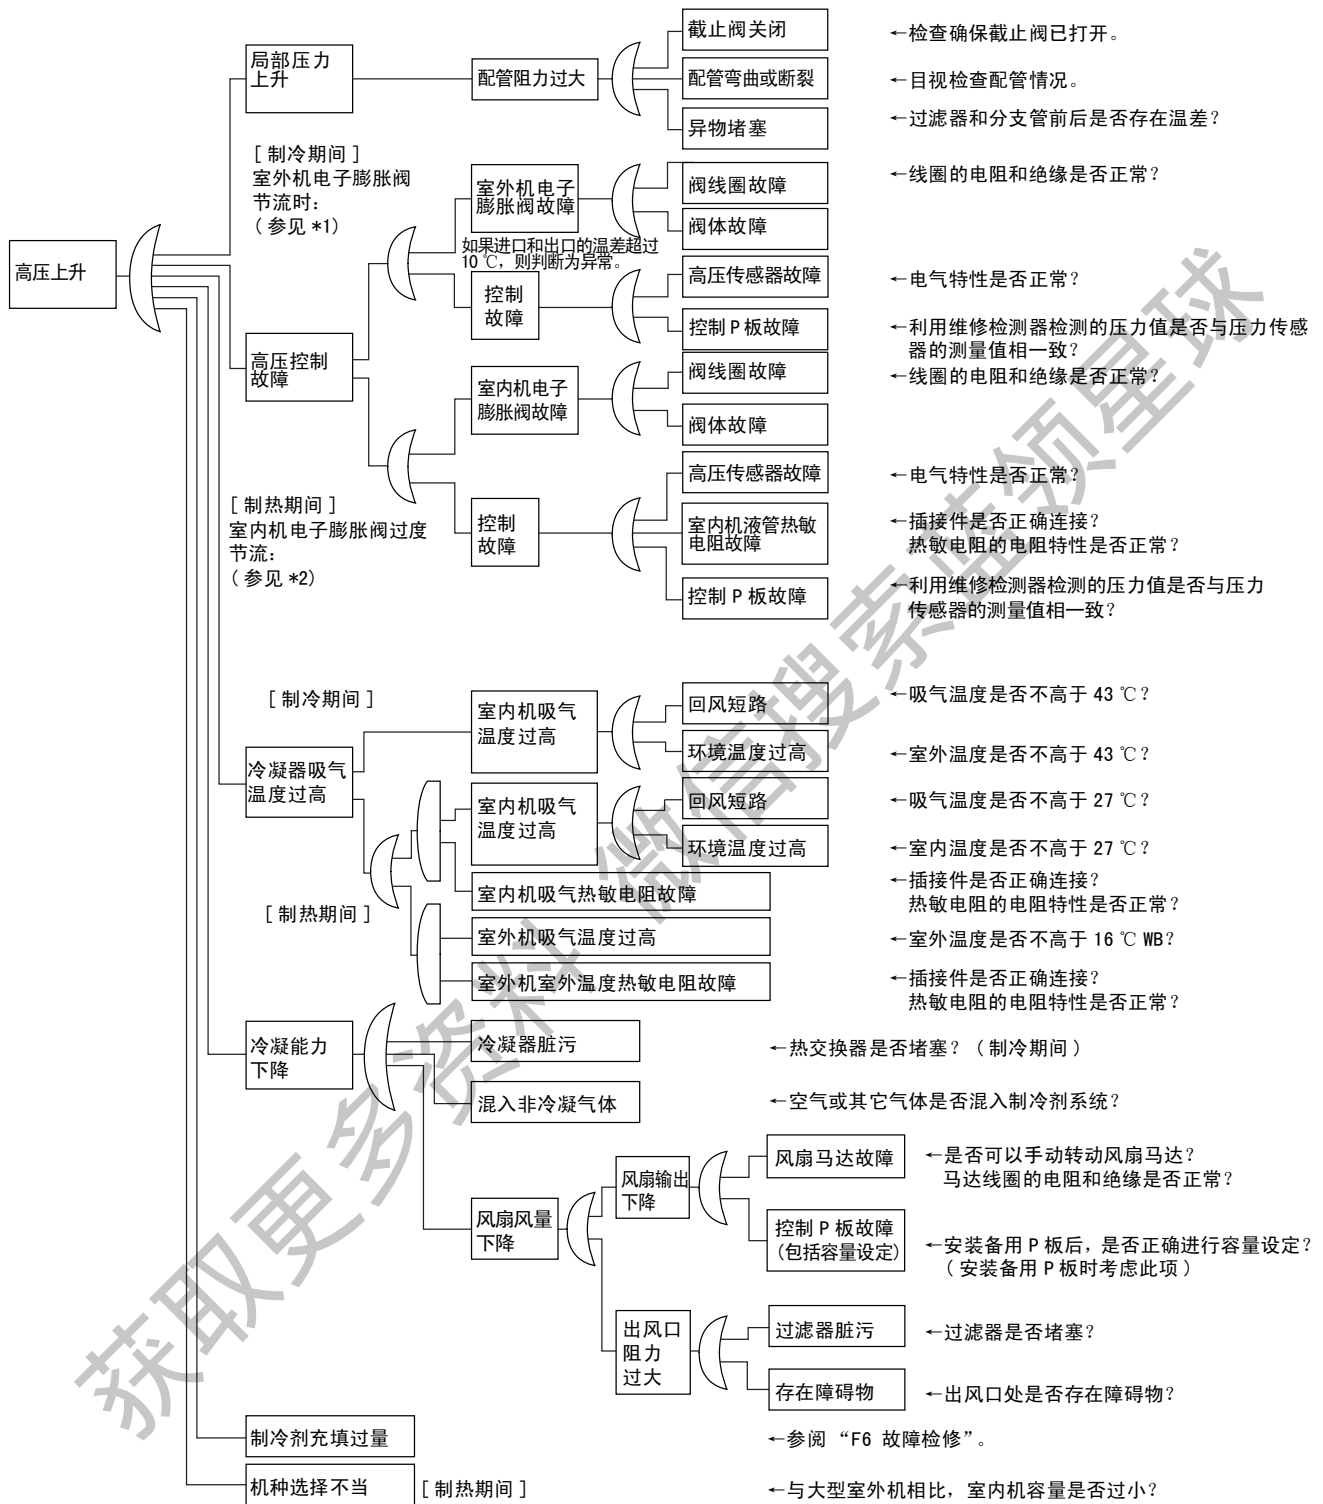 截止阀关闭
←检查确保截止阀已打开。
局部压力
上升
配管阻力过大
配管弯曲或断裂
←目视检查配管情况。
异物堵塞
←过滤器和分支管前后是否存在温差？
[ 制冷期间 ]
室外机电子膨胀阀
节流时：
( 参见 *1)
室外机电子
膨胀阀故障
阀线圈故障
←线圈的电阻和绝缘是否正常？
阀体故障
如果进口和出口的温差超过
10 ℃，则判断为异常。
高压上升
控制
故障
高压传感器故障
←电气特性是否正常？
控制 P 板故障
←利用维修检测器检测的压力值是否与压力传感
器的测量值相一致？
高压控制
故障
室内机电子
膨胀阀故障
阀线圈故障
←线圈的电阻和绝缘是否正常？
阀体故障
[ 制热期间 ]
室内机电子膨胀阀过度
节流：
( 参见 *2)
控制
故障
高压传感器故障
←电气特性是否正常？
室内机液管热敏
电阻故障
←插接件是否正确连接？
热敏电阻的电阻特性是否正常？
控制 P 板故障
←利用维修检测器检测的压力值是否与压力
传感器的测量值相一致？
[ 制冷期间 ]
室内机吸气
温度过高
回风短路
←吸气温度是否不高于 43 ℃？
环境温度过高
←室外温度是否不高于 43 ℃？
冷凝器吸气
温度过高
室内机吸气
温度过高
回风短路
←吸气温度是否不高于 27 ℃？
环境温度过高
←室内温度是否不高于 27 ℃？
室内机吸气热敏电阻故障
←插接件是否正确连接？
热敏电阻的电阻特性是否正常？
[ 制热期间 ]
室外机吸气温度过高
←室外温度是否不高于 16 ℃ WB？
室外机室外温度热敏电阻故障
←插接件是否正确连接？
热敏电阻的电阻特性是否正常？
冷凝能力
下降
冷凝器脏污
←热交换器是否堵塞？（制冷期间）
混入非冷凝气体
←空气或其它气体是否混入制冷剂系统？
风扇风量
下降
风扇输出
下降
风扇马达故障
←是否可以手动转动风扇马达？
马达线圈的电阻和绝缘是否正常？
控制 P 板故障
（包括容量设定）
←安装备用 P 板后，是否正确进行容量设定？
（安装备用 P 板时考虑此项）
出风口
阻力
过大
过滤器脏污
←过滤器是否堵塞？
存在障碍物
←出风口处是否存在障碍物？
制冷剂充填过量
←参阅 “F6 故障检修”。
机种选择不当
[ 制热期间 ]
←与大型室外机相比，室内机容量是否过小？
获取更多资料 微信搜索蓝领星球